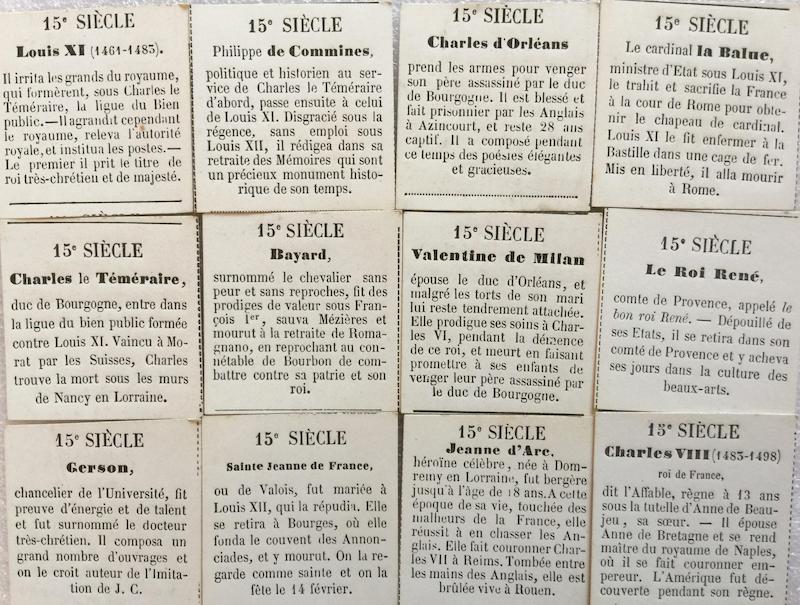 15e SIÈCLE
Louis XI (1461-1483).
Il irrita les grands du royaume,
qui formèrent, sous Charles le
Téméraire, la ligue du Bien
public.—Il agrandit cependant
le royaume, releva l'autorité
royale, et institua les postes.—
Le premier il prit le titre de
roi très-chrétien et de majesté.
15e SIÈCLE
Philippe de Commines,
politique et historien au ser-
vice de Charles le Téméraire
d'abord, passe ensuite à celui
de Louis XI. Disgracié sous la
régence, sans emploi sous
Louis XII, il rédigea dans sa
retraite des Mémoires qui sont
un précieux monument histo-
rique de son temps.
15e SIÈCLE
Charles d'Orléans
prend les armes pour venger
son père assassiné par le duc
de Bourgogne. Il est blessé et
fait prisonnier par les Anglais
à Azincourt, et reste 28 ans
captif. Il a composé pendant
ce temps des poésies élégantes
et gracieuses.
15e SIÈCLE
Le cardinal la Balue,
ministre d'Etat sous Louis XI,
le trahit et sacrifia la France
à la cour de Rome pour obte-
nir le chapeau de cardinal.
Louis XI le fit enfermer à la
Bastille dans une cage de fer.
Mis en liberté, il alla mourir
à Rome.
15e SIÈCLE
Charles le Téméraire,
duc de Bourgogne, entre dans
la ligue du bien public formée
contre Louis XI. Vaincu à Mo-
rat par les Suisses, Charles
trouve la mort sous les murs
de Nancy en Lorraine.
15e SIÈCLE
Bayard,
surnommé le chevalier sans
peur et sans reproches, fit des
prodiges de valeur sous Fran-
çois 1er, sauva Mézières et
mourut à la retraite de Roma-
gnano, en reprochant au con-
nétable de Bourbon de com-
battre contre sa patrie et son
roi.
15e SIÈCLE
Valentine de Milan
épouse le duc d'Orléans, et
malgré les torts de son mari
lui reste tendrement attachée.
Elle prodigue ses soins à Char-
les VI, pendant la démence
de ce roi, et meurt en faisant
promettre à ses enfants de
venger leur père assassiné par
le duc de Bourgogne.
15e SIÈCLE
Le Roi René,
comte de Provence, appelé le
bon roi René. — Dépouillé de
ses Etats, il se retira dans son
comté de Provence et y acheva
ses jours dans la culture des
beaux-arts.
15e SIÈCLE
Gerson,
chancelier de l'Université, fit
preuve d'énergie et de talent
et fut surnommé le docteur
très-chrétien. Il composa un
grand nombre d'ouvrages et
on le croit auteur de l'Imita-
tion de J. C.
15e SIÈCLE
Sainte Jeanne de France,
ou de Valois, fut mariée à
Louis XII, qui la répudia. Elle
se retira à Bourges, où elle
fonda le couvent des Annon-
ciades, et y mourut. On la re-
garde comme sainte et on la
fête le 14 février.
15e SIÈCLE
Jeanne d'Arc,
héroïne célèbre, née à Dom-
remy en Lorraine, fut bergère
jusqu'à l'âge de 18 ans. A cette
époque de sa vie, touchée des
malheurs de la France, elle
réussit à en chasser les An-
glais. Elle fait couronner Char-
les VII à Reims. Tombée entre
les mains des Anglais, elle est
brûlée vive à Rouen.
15e SIÈCLE
Charles VIII (1483-1498)
roi de France,
dit l'Affable, règne à 13 ans
sous la tutelle d'Anne de Beau-
jeu, sa sœur. — Il épouse
Anne de Bretagne et se rend
maître du royaume de Naples,
où il se fait couronner em-
pereur. L'Amérique fut dé-
couverte pendant son règne.